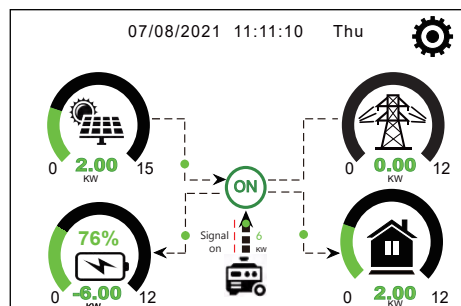 07/08/2021 11:11:10 Thu
2.00
0 KW 15
0.00
0 KW 12
ON
76%
Signal
on
6
KW
-6.00
0 KW 12
2.00
0 KW 12